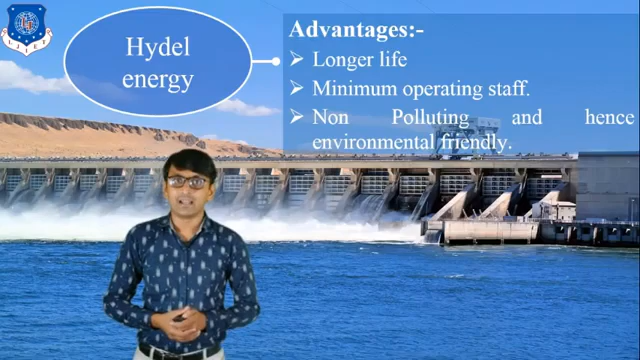 Hydel
energy
Advantages:-
➢ Longer life
➢ Minimum operating staff.
➢ Non Polluting and hence
environmental friendly.
L J I E T